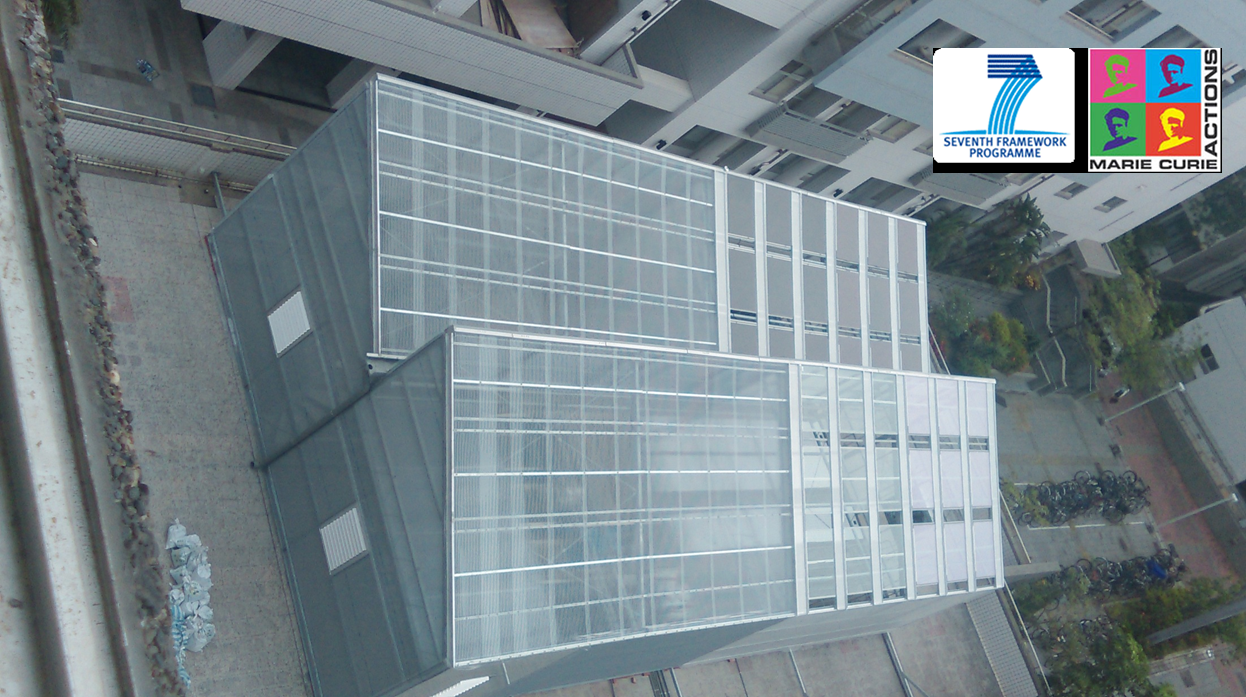 SEVENTH FRAMEWORK
PROGRAMME
MARIE CURIE
ACTIONS